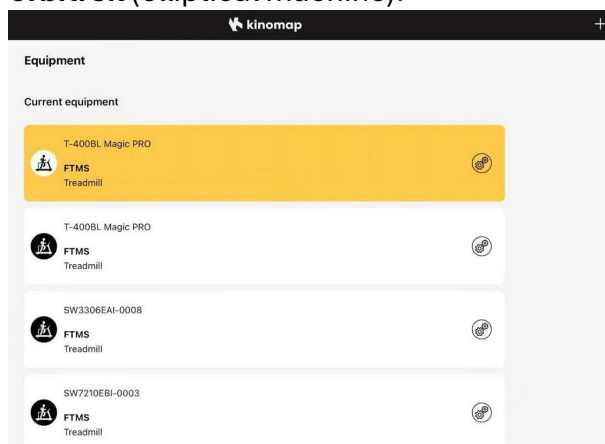 kinomap
+
Equipment
Current equipment
T-400BL Magic PRO
FTMS
Treadmill
T-400BL Magic PRO
FTMS
Treadmill
SW3306EAI-0008
FTMS
Treadmill
SW7210EBI-0003
FTMS
Treadmill